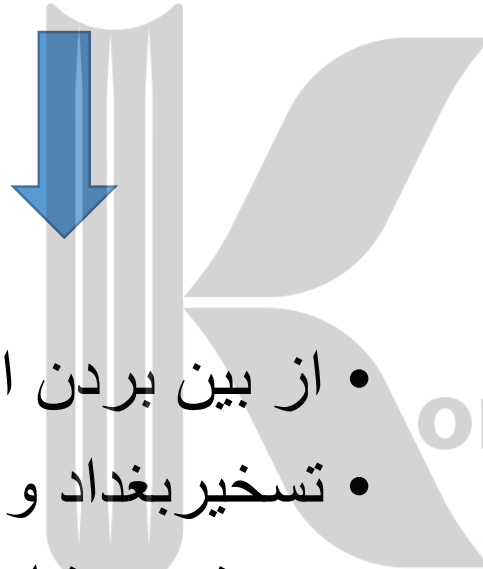 • از بین بردن ا
• تسخیربغداد و